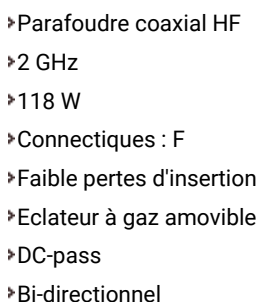 Parafoudre coaxial HF
2 GHz
118 W
Connectiques : F
Faible pertes d'insertion
Eclateur à gaz amovible
DC-pass
Bi-directionnel